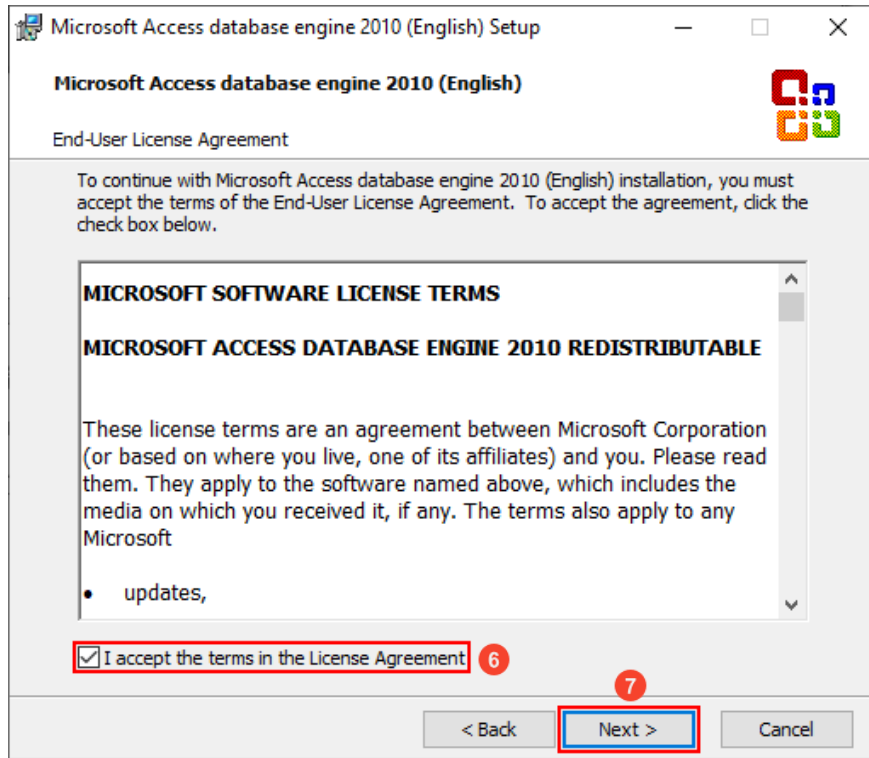 Microsoft Access database engine 2010 (English) Setup
Microsoft Access database engine 2010 (English)
End-User License Agreement
To continue with Microsoft Access database engine 2010 (English) installation, you must
accept the terms of the End-User License Agreement.  To accept the agreement, click the
check box below.
MICROSOFT SOFTWARE LICENSE TERMS
MICROSOFT ACCESS DATABASE ENGINE 2010 REDISTRIBUTABLE
These license terms are an agreement between Microsoft Corporation
(or based on where you live, one of its affiliates) and you. Please read
them. They apply to the software named above, which includes the
media on which you received it, if any. The terms also apply to any
Microsoft
• updates,
I accept the terms in the License Agreement 6
7
< Back Next > Cancel